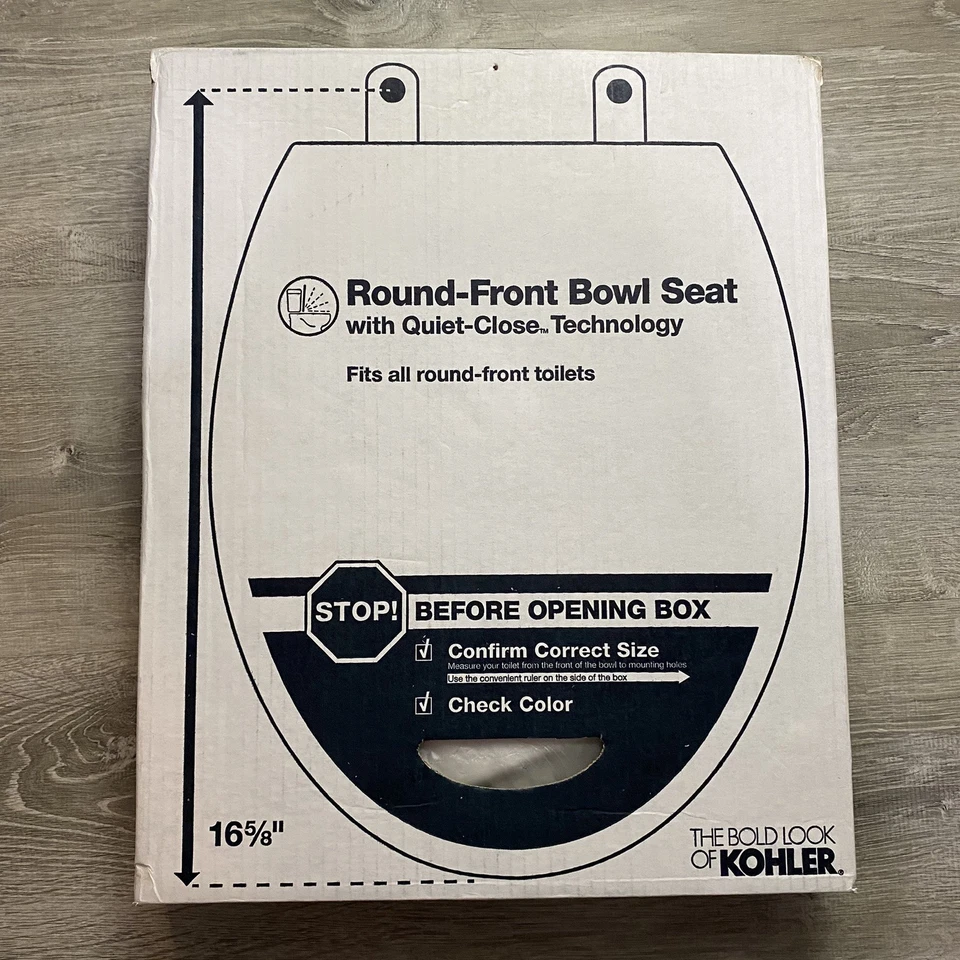 Round-Front Bowl Seat
with Quiet-Close™ Technology
Fits all round-front toilets
STOP! BEFORE OPENING BOX
Confirm Correct Size
Measure your toilet from the front of the bowl to mounting holes
Use the convenient ruler on the side of the box
Check Color
16⅝"
THE BOLD LOOK
OF KOHLER®